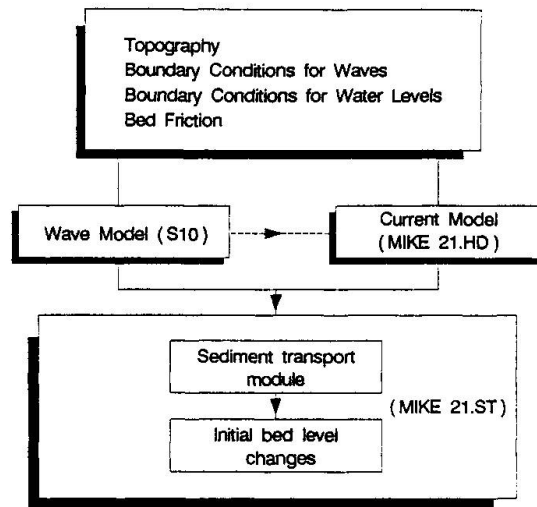 Topography
Boundary Conditions for Waves
Boundary Conditions for Water Levels
Bed Friction
Wave Model (S10)
Current Model
(MIKE 21.HD)
Sediment transport
module
(MIKE 21.ST)
Initial bed level
changes